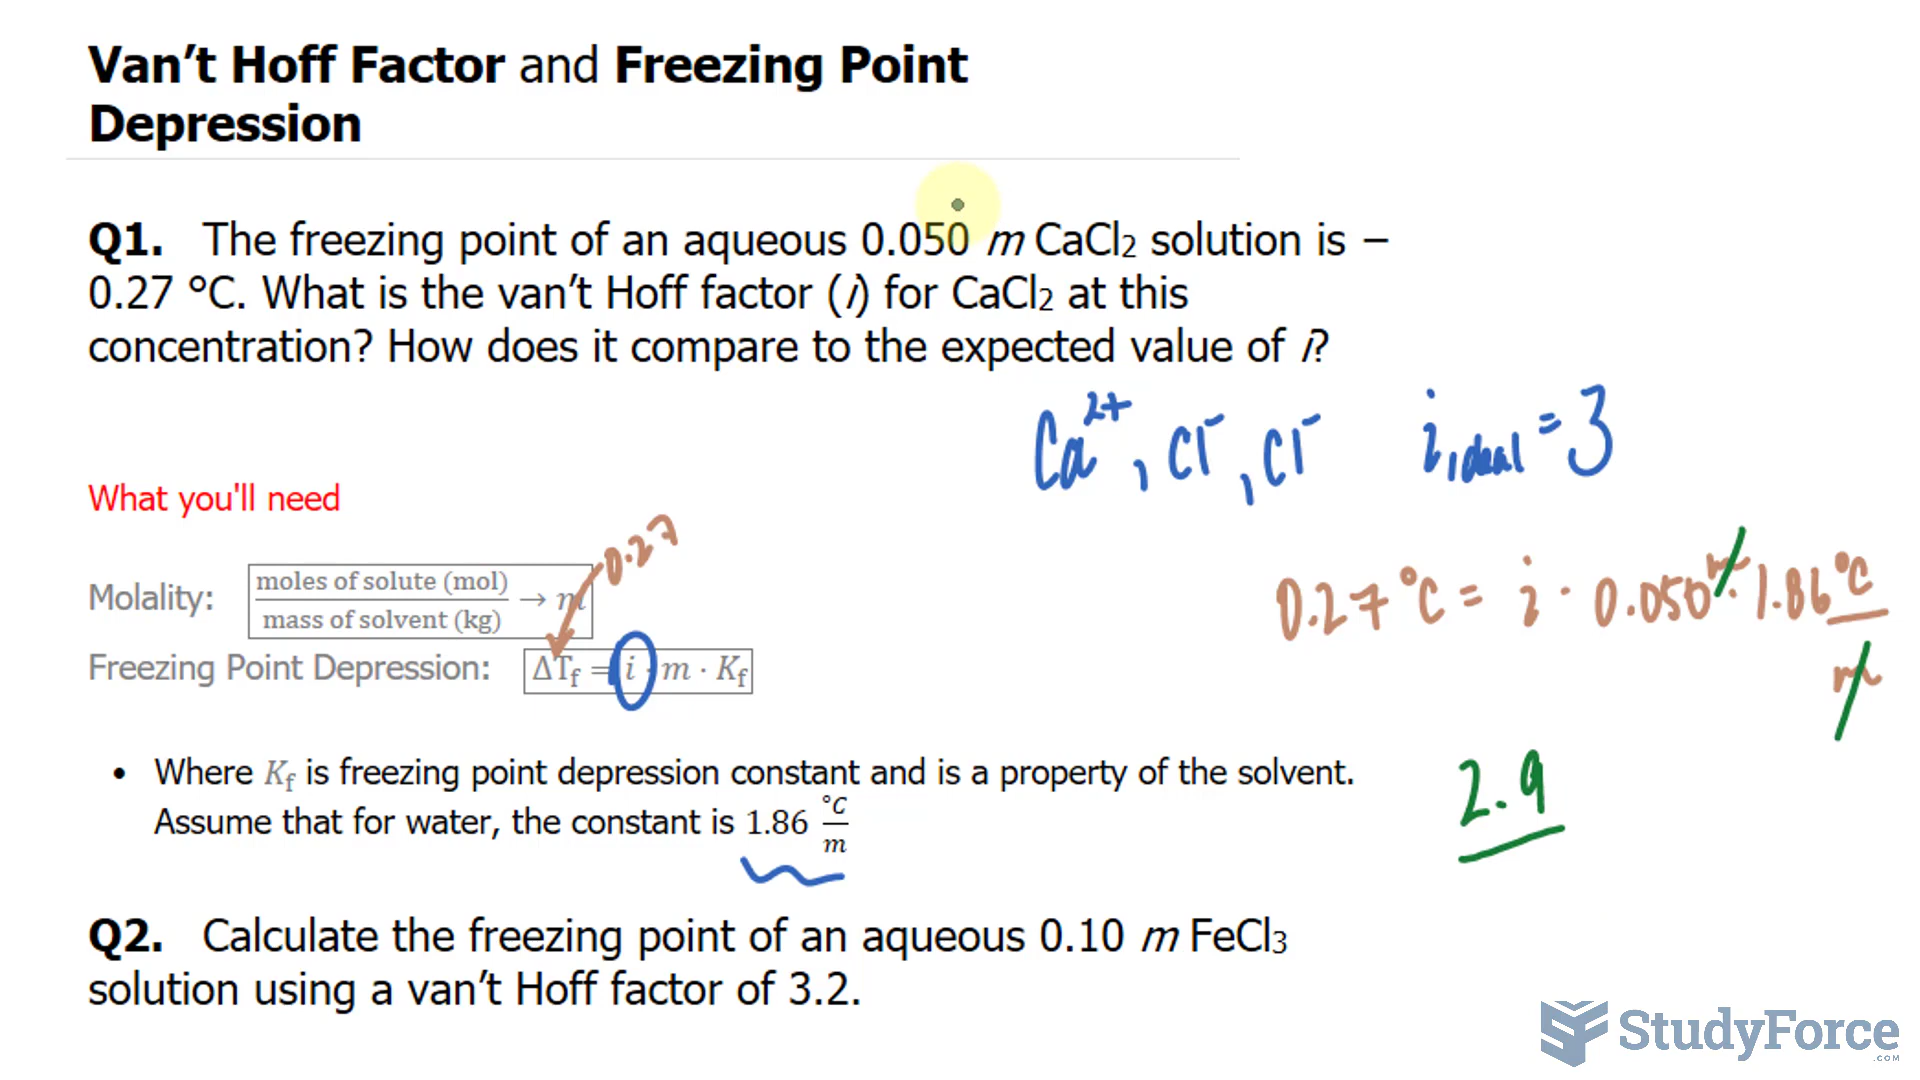 Van’t Hoff Factor and Freezing Point
Depression
Q1. The freezing point of an aqueous 0.050 m CaCl₂ solution is –
0.27 °C. What is the van’t Hoff factor (i) for CaCl₂ at this
concentration? How does it compare to the expected value of i?
Ca²⁺, Cl⁻, Cl⁻ i, ideal = 3
What you'll need
0.27
Molality: moles of solute (mol) / mass of solvent (kg) → m
0.27 °C = i · 0.050 m · 1.86 °C / m
Freezing Point Depression: ΔTf = i · m · Kf
• Where Kf is freezing point depression constant and is a property of the solvent.
Assume that for water, the constant is 1.86 °C / m
2.9
Q2. Calculate the freezing point of an aqueous 0.10 m FeCl₃
solution using a van’t Hoff factor of 3.2.
StudyForce
.COM